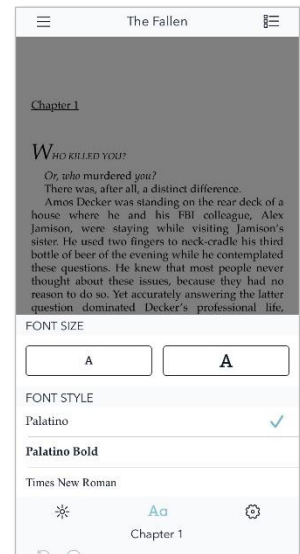 The Fallen
Chapter 1
WHO KILLED YOU?
Or, who murdered you?
There was, after all, a distinct difference.
Amos Decker was standing on the rear deck of a
house where he and his FBI colleague, Alex
Jamison, were staying while visiting Jamison's
sister. He used two fingers to neck-cradle his third
bottle of beer of the evening while he contemplated
these questions. He knew that most people never
thought about these issues, because they had no
reason to do so. Yet accurately answering the latter
question dominated Decker's professional life,
FONT SIZE
A A
FONT STYLE
Palatino
Palatino Bold
Times New Roman
Aa
Chapter 1